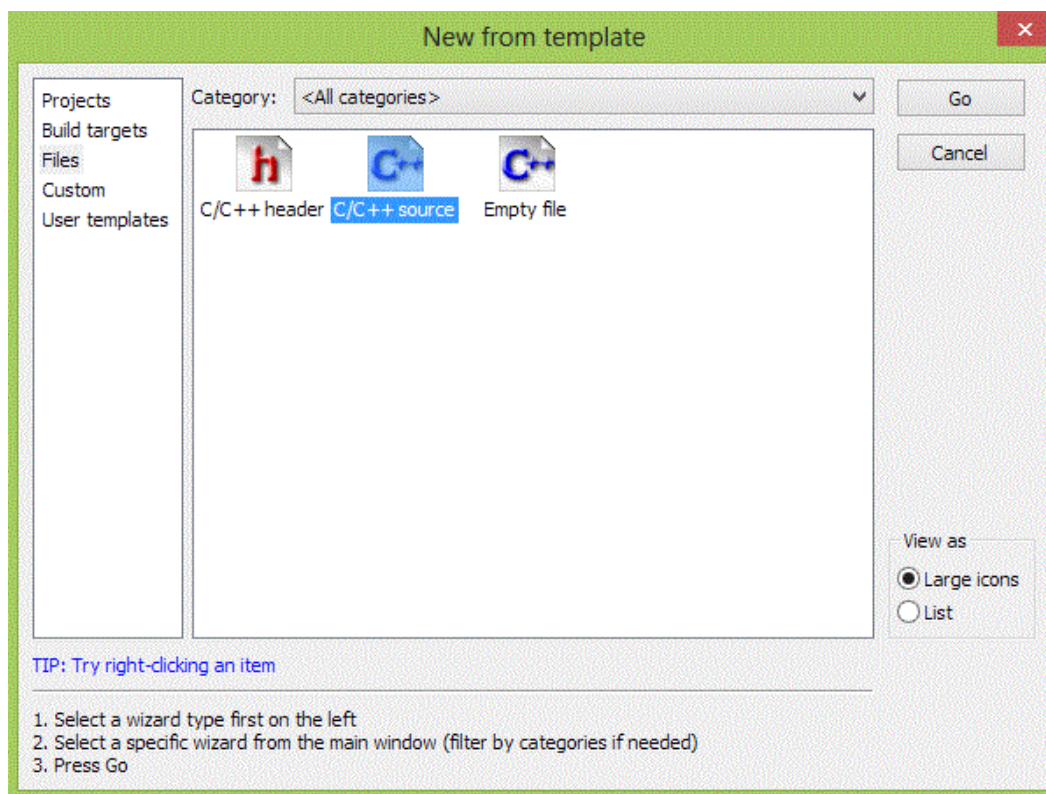 New from template
Projects
Build targets
Files
Custom
User templates
Category: <All categories>
h C++ C++
C/C++ header C/C++ source Empty file
Go
Cancel
View as
Large icons
List
TIP: Try right-clicking an item
1. Select a wizard type first on the left
2. Select a specific wizard from the main window (filter by categories if needed)
3. Press Go